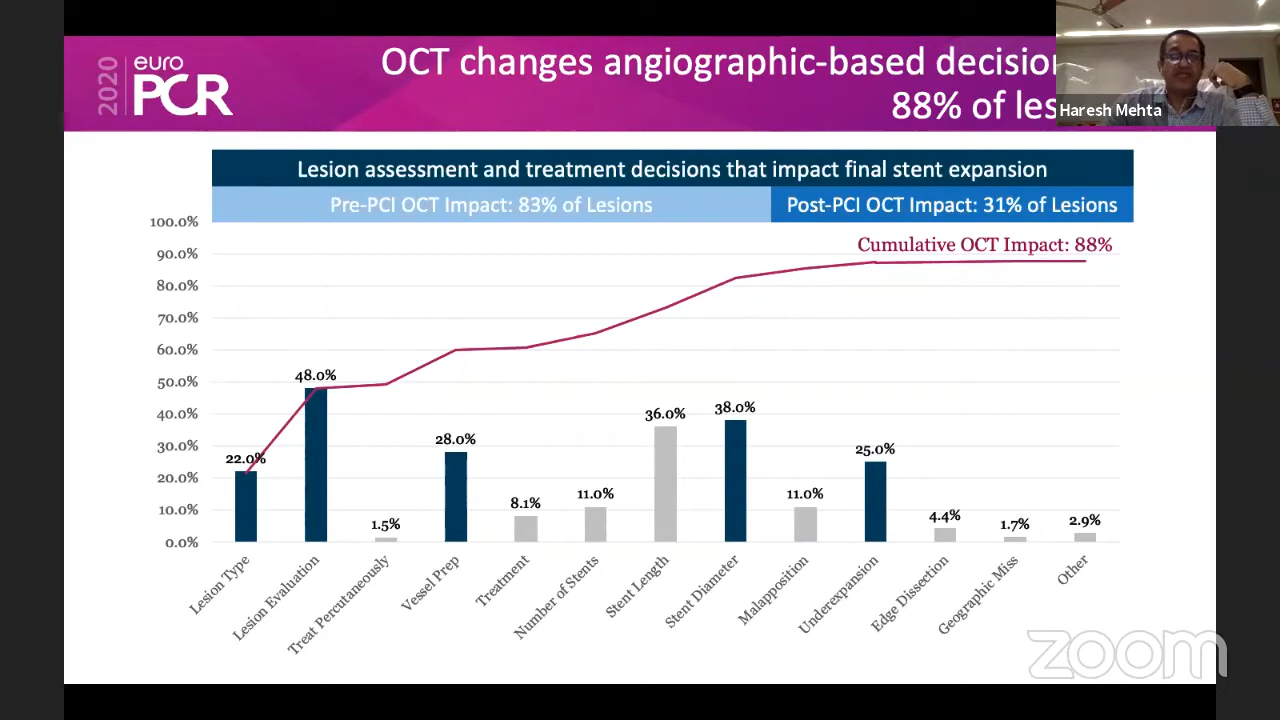 2020
euro
PCR
OCT changes angiographic-based
88% of
Haresh Mehta
Lesion assessment and treatment decisions that impact final stent expansion
Pre-PCI OCT Impact: 83% of Lesions
Post-PCI OCT Impact: 31% of Lesions
Cumulative OCT Impact: 88%
100.0%
90.0%
80.0%
70.0%
60.0%
50.0%
40.0%
30.0%
20.0%
10.0%
0.0%
22.0%
48.0%
1.5%
28.0%
8.1%
11.0%
36.0%
38.0%
11.0%
25.0%
4.4%
1.7%
2.9%
Lesion Type
Lesion Evaluation
Treat Percutaneously
Vessel Prep
Treatment
Number of Stents
Stent Length
Stent Diameter
Malapposition
Underexpansion
Edge Dissection
Geographic Miss
Other
zoom